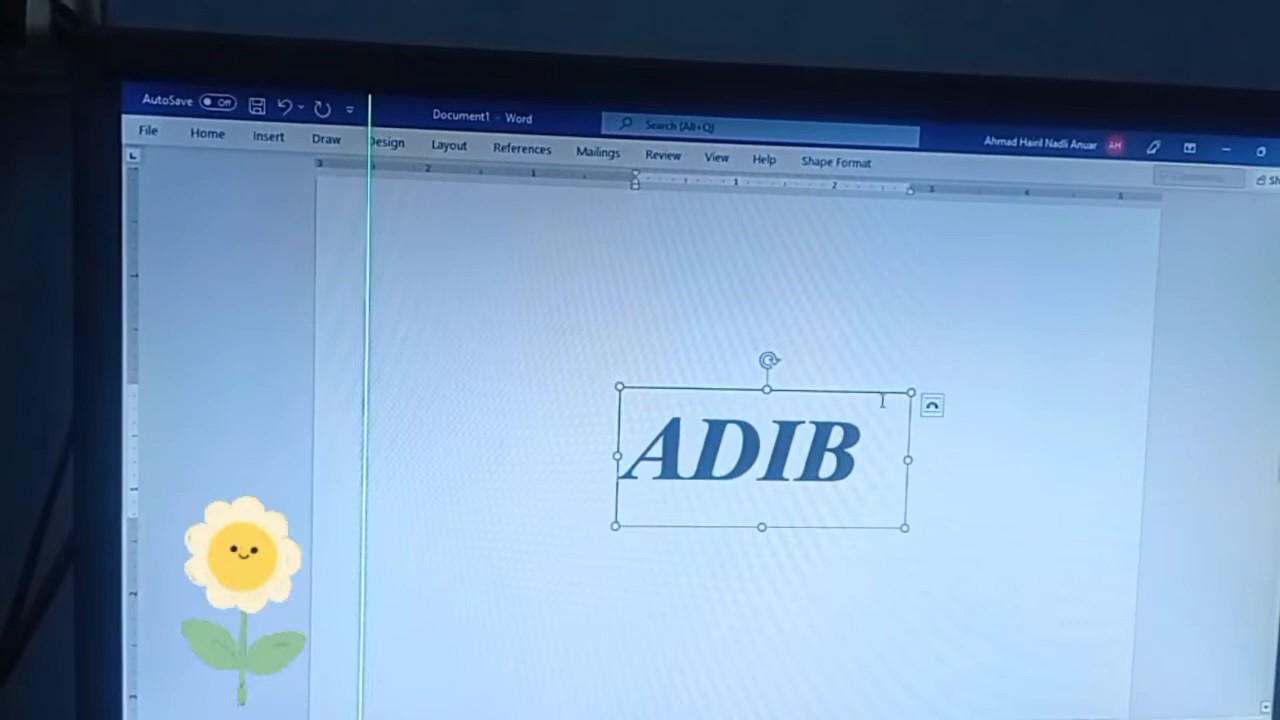 AutoSave Off Document1 - Word Search (Alt+Q) Ahmad Hairil Nadli Anuar AH
File Home Insert Draw Design Layout References Mailings Review View Help Shape Format
ADIB